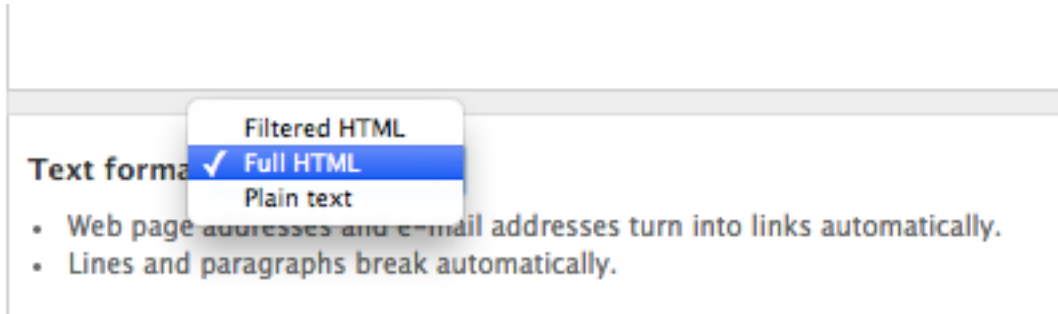 Filtered HTML
Text forma ✓ Full HTML
Plain text
• Web page addresses and e-mail addresses turn into links automatically.
• Lines and paragraphs break automatically.